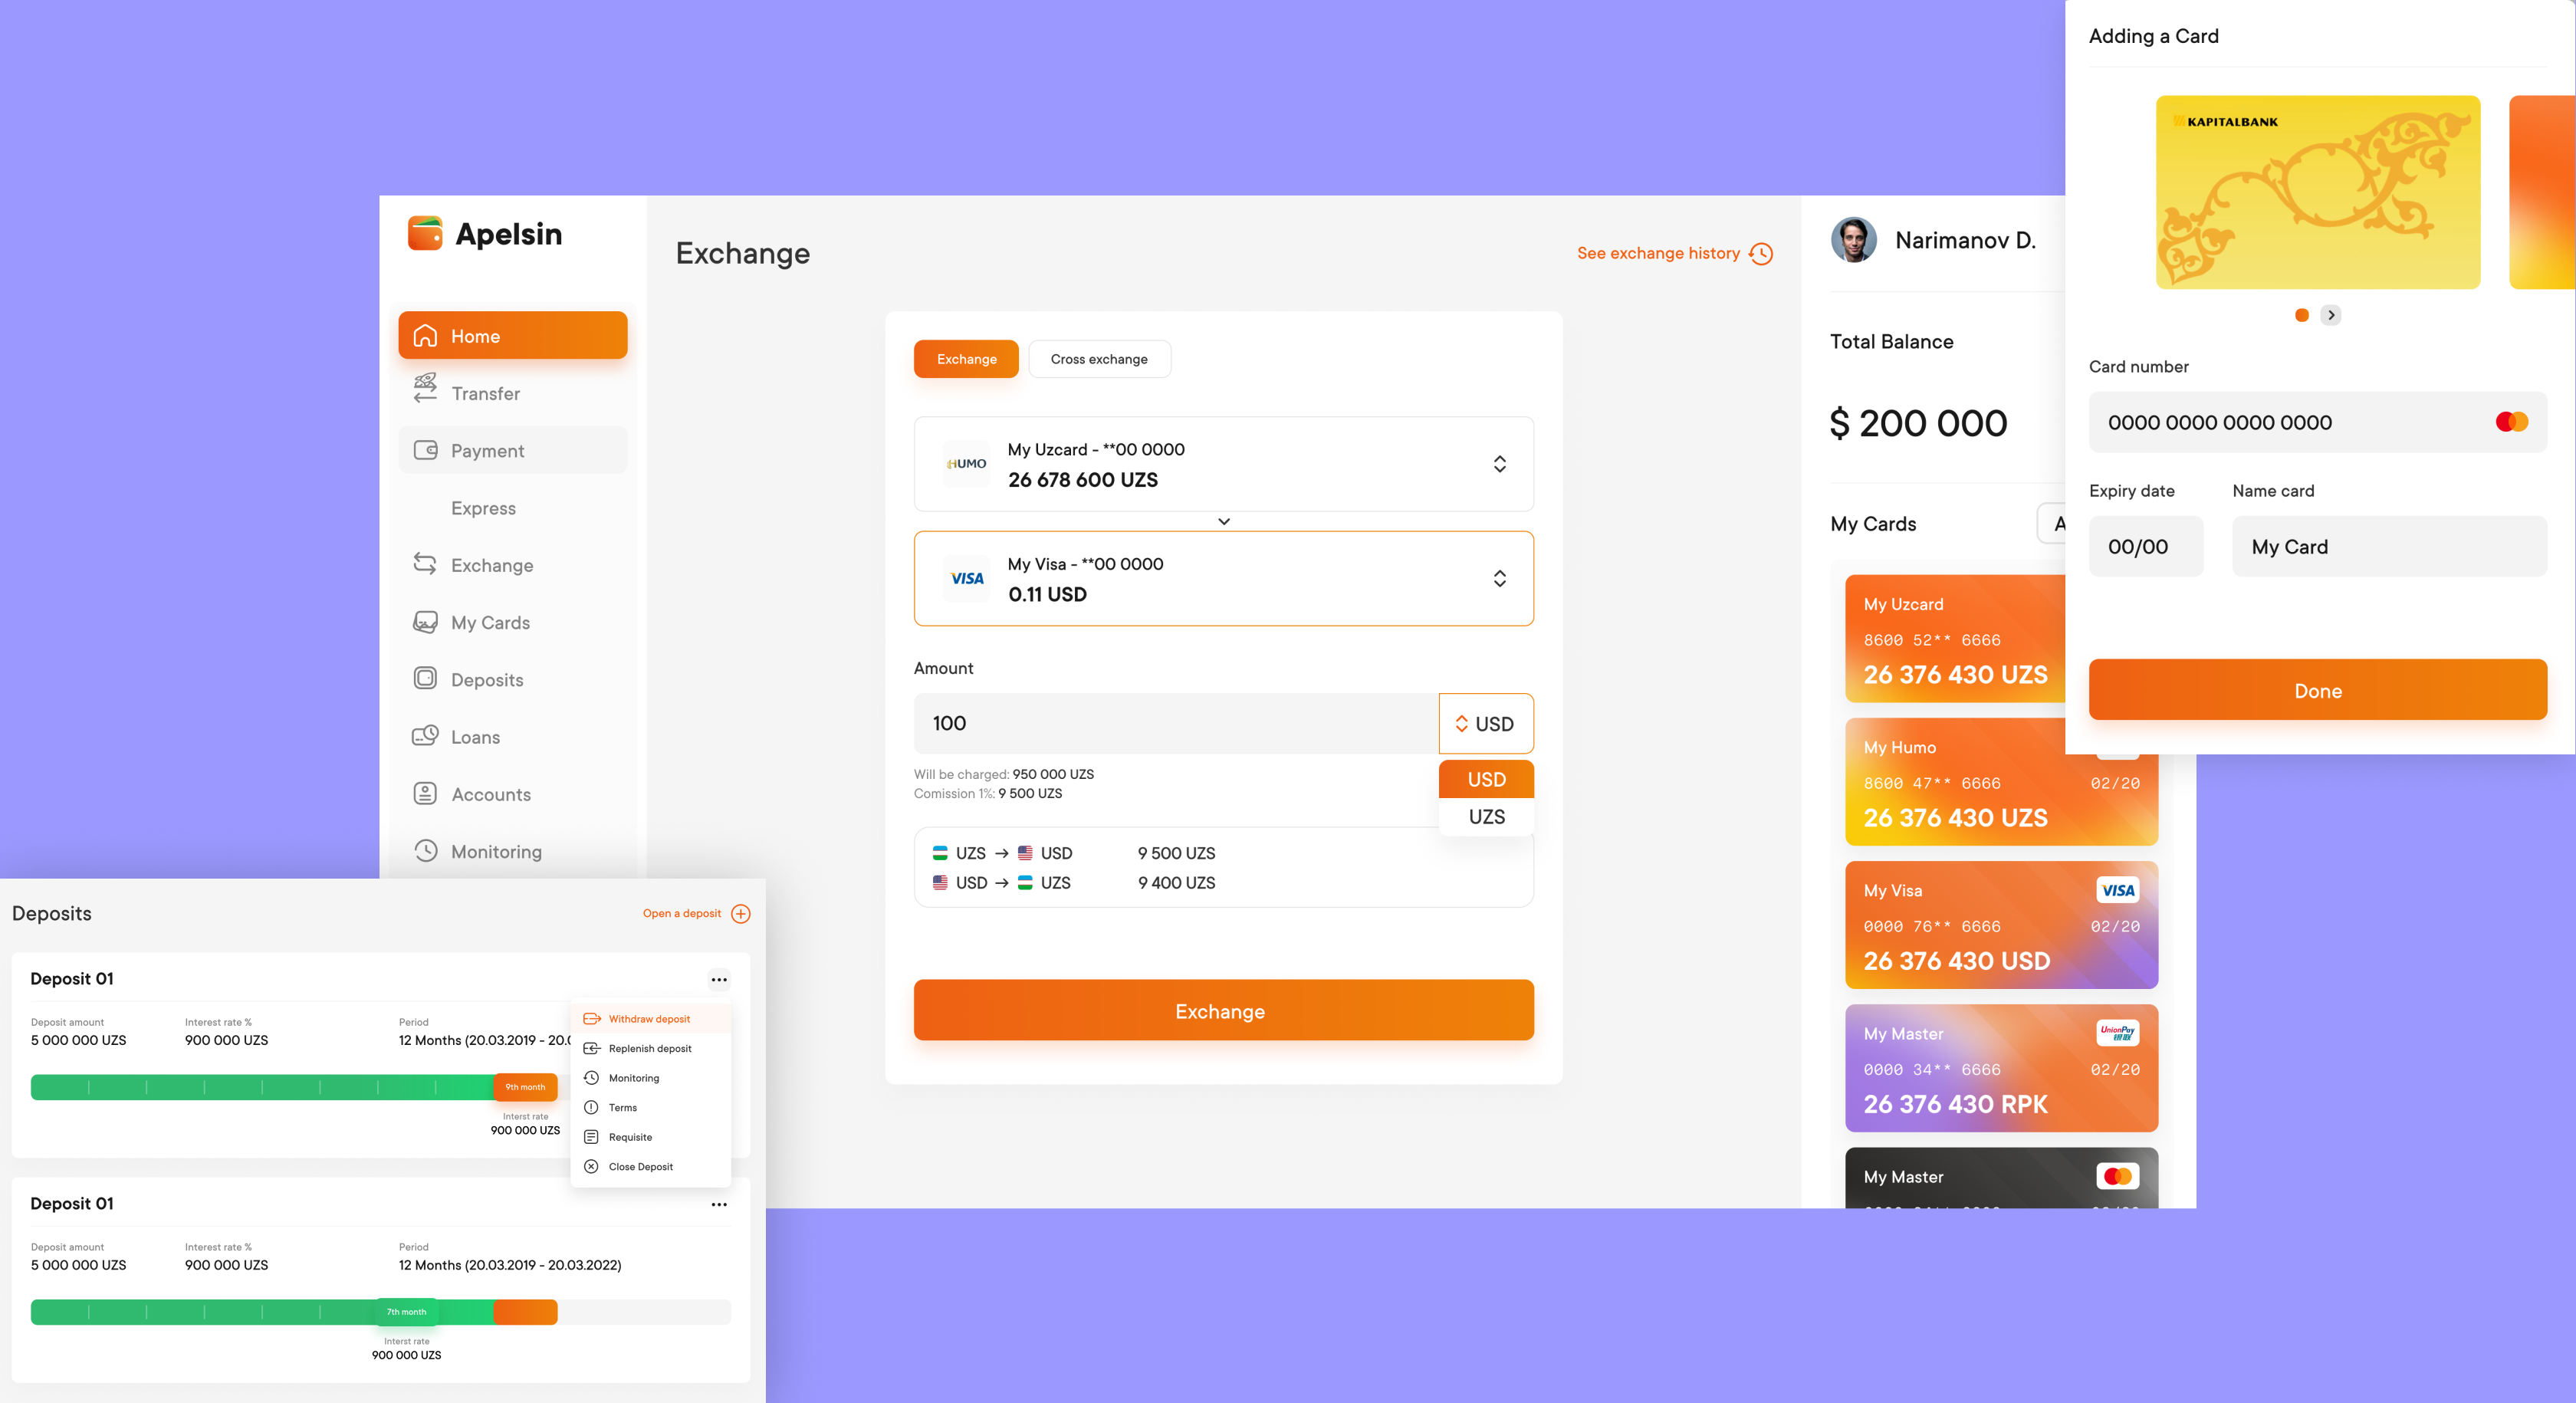 Apelsin
Home
Transfer
Payment
Express
Exchange
My Cards
Deposits
Loans
Accounts
Monitoring
Exchange
See exchange history
Exchange
Cross exchange
HUMO
My Uzcard - **00 0000
26 678 600 UZS
VISA
My Visa - **00 0000
0.11 USD
Amount
100
USD
USD
UZS
Will be charged: 950 000 UZS
Comission 1%: 9 500 UZS
UZS → USD 9 500 UZS
USD → UZS 9 400 UZS
Exchange
Narimanov D.
Total Balance
$ 200 000
My Cards
A
My Uzcard
8600 52** 6666
26 376 430 UZS
My Humo
8600 47** 6666 02/20
26 376 430 UZS
My Visa VISA
0000 76** 6666 02/20
26 376 430 USD
My Master UnionPay
银联
0000 34** 6666 02/20
26 376 430 RPK
My Master
Adding a Card
KAPITALBANK
Card number
0000 0000 0000 0000
Expiry date Name card
00/00 My Card
Done
Deposits Open a deposit
Deposit 01
Deposit amount Interest rate % Period
5 000 000 UZS 900 000 UZS 12 Months (20.03.2019 - 20.0
9th month
Interst rate
900 000 UZS
Withdraw deposit
Replenish deposit
Monitoring
Terms
Requisite
Close Deposit
Deposit 01
Deposit amount Interest rate % Period
5 000 000 UZS 900 000 UZS 12 Months (20.03.2019 - 20.03.2022)
7th month
Interst rate
900 000 UZS